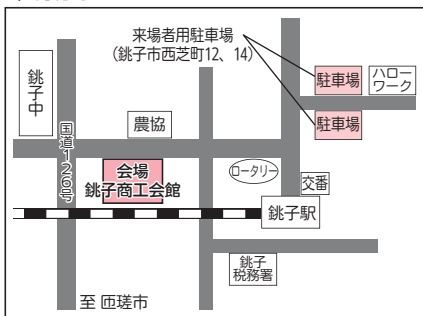 来場者用駐車場
(銚子市西芝町12、14)
銚子中
国道126号
農協
駐車場
ハロー
ワーク
駐車場
会場
銚子商工会館
ロータリー
交番
銚子駅
銚子
税務署
至 匝瑳市